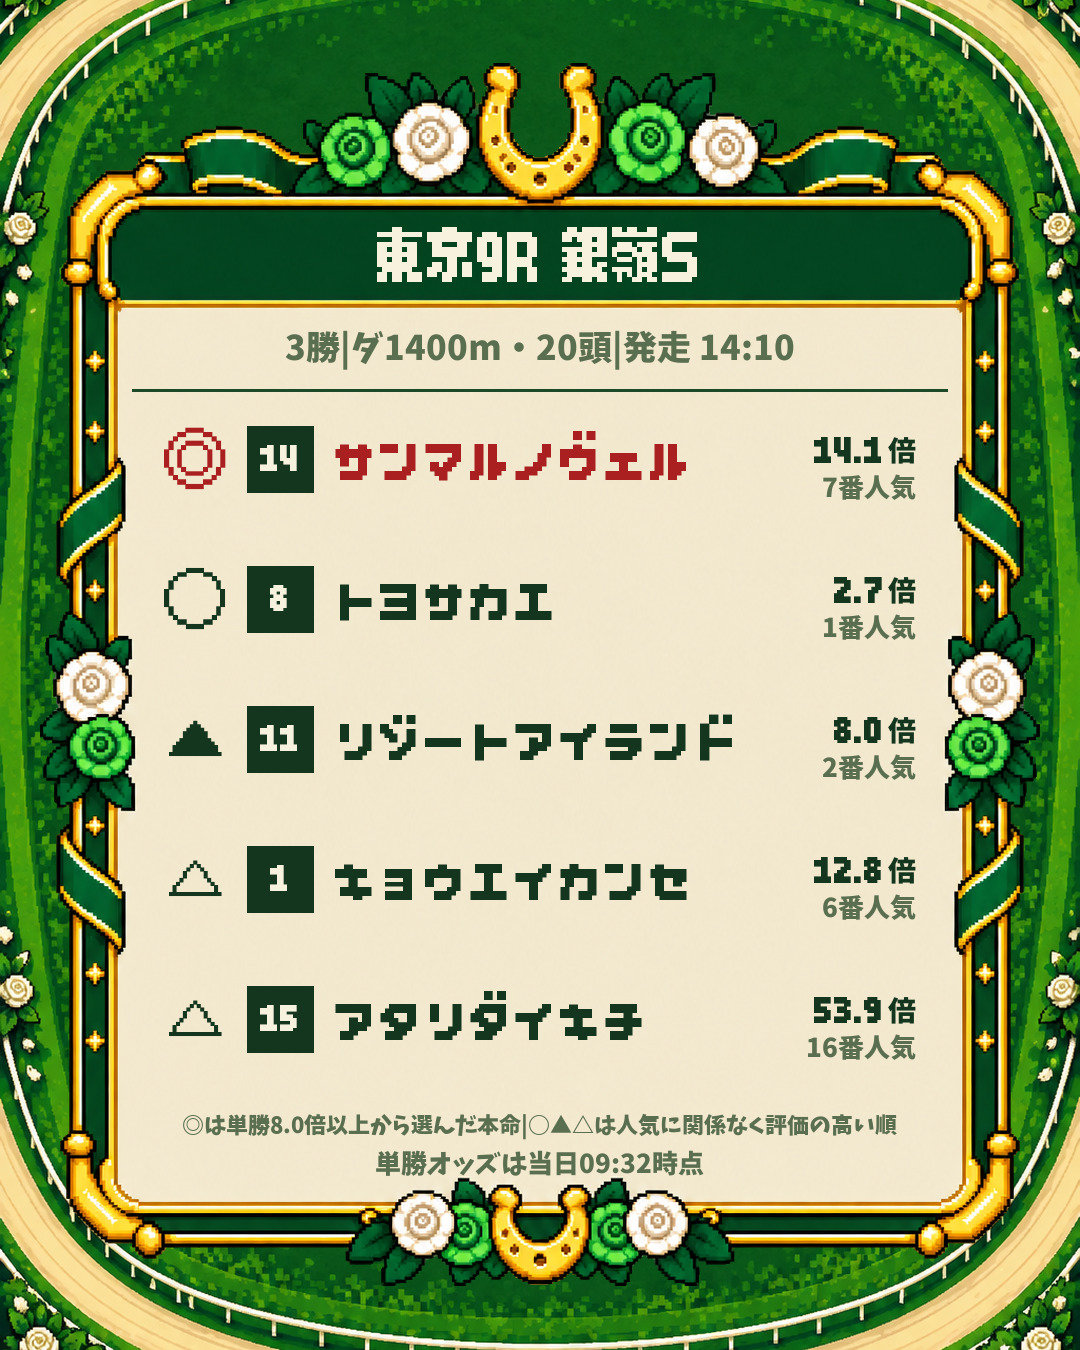 東京9R 銀嶺S
3勝|ダ1400m・20頭|発走 14:10
◎ 14 サンマルノヴェル 14.1倍
7番人気
○ 8 トヨサカエ 2.7倍
1番人気
▲ 11 リゾートアイランド 8.0倍
2番人気
△ 1 キョウエイカンセ 12.8倍
6番人気
△ 15 アタリダイキチ 53.9倍
16番人気
◎は単勝8.0倍以上から選んだ本命|○▲△は人気に関係なく評価の高い順
単勝オッズは当日09:32時点